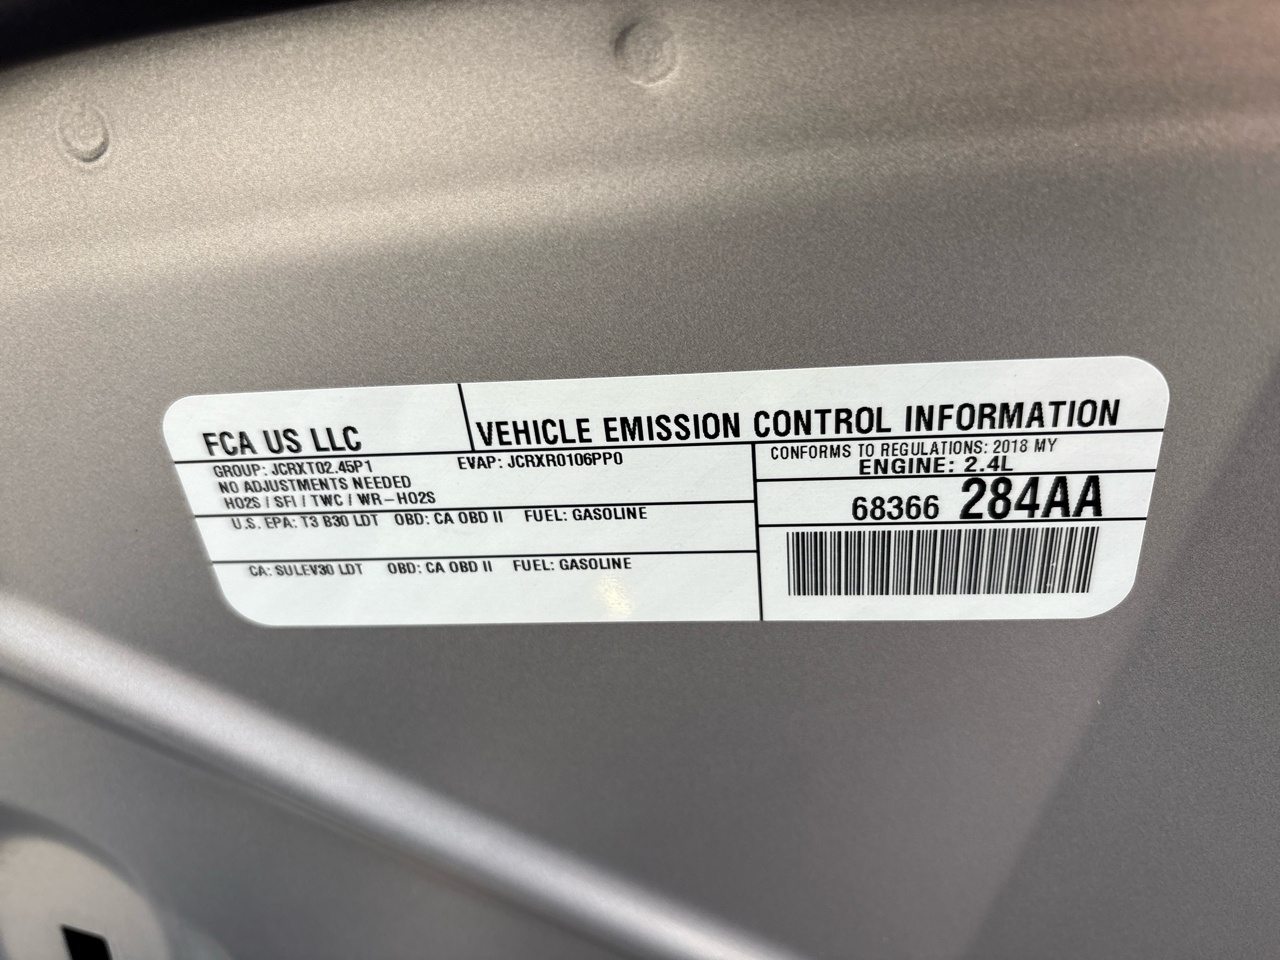 FCA US LLC
VEHICLE EMISSION CONTROL INFORMATION
GROUP: JCRXT02.45P1 EVAP: JCRXR0106PP0
NO ADJUSTMENTS NEEDED
HO2S / SFI / TWC / WR-HO2S
U.S. EPA: T3 B30 LDT OBD: CA OBD II FUEL: GASOLINE
CA: SULEV30 LDT OBD: CA OBD II FUEL: GASOLINE
CONFORMS TO REGULATIONS: 2018 MY
ENGINE: 2.4L
68366 284AA